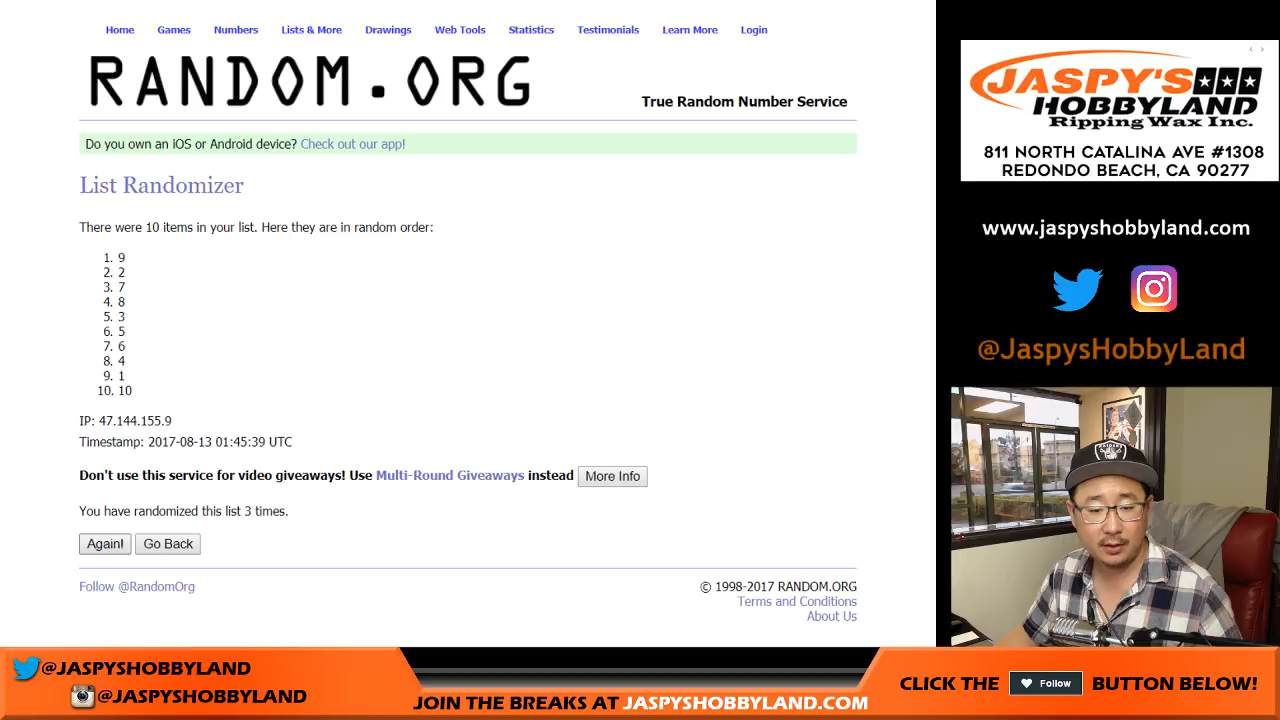 Home Games Numbers Lists & More Drawings Web Tools Statistics Testimonials Learn More Login
RANDOM.ORG
True Random Number Service
Do you own an iOS or Android device? Check out our app!
List Randomizer
There were 10 items in your list. Here they are in random order:
1. 9
2. 2
3. 7
4. 8
5. 3
6. 5
7. 6
8. 4
9. 1
10. 10
IP: 47.144.155.9
Timestamp: 2017-08-13 01:45:39 UTC
Don't use this service for video giveaways! Use Multi-Round Giveaways instead More Info
You have randomized this list 3 times.
Again! Go Back
Follow @RandomOrg
© 1998-2017 RANDOM.ORG
Terms and Conditions
About Us
JASPY'S
HOBBYLAND
Ripping Wax Inc.
811 NORTH CATALINA AVE #1308
REDONDO BEACH, CA 90277
www.jaspyshobbyland.com
@JaspysHobbyLand
@JASPYSHOBBYLAND
@JASPYSHOBBYLAND
JOIN THE BREAKS AT JASPYSHOBBYLAND.COM
CLICK THE Follow BUTTON BELOW!